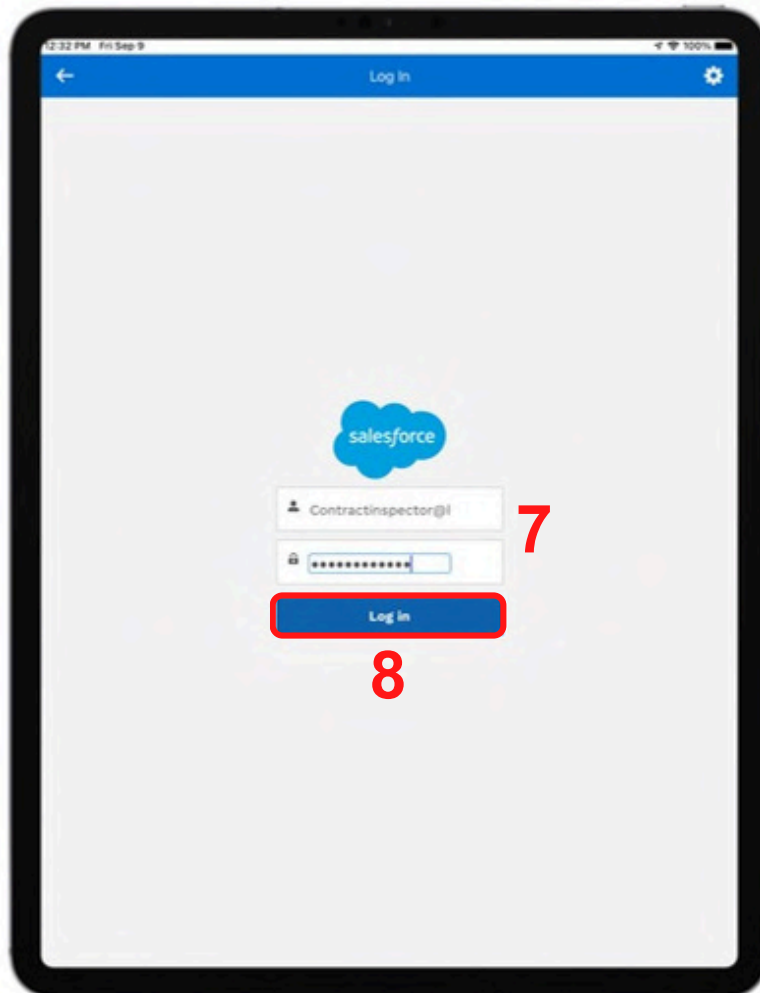 12:32 PM Fri Sep 9
100%
Log In
salesforce
Contractinspector@l
7
••••••••••••
Log in
8